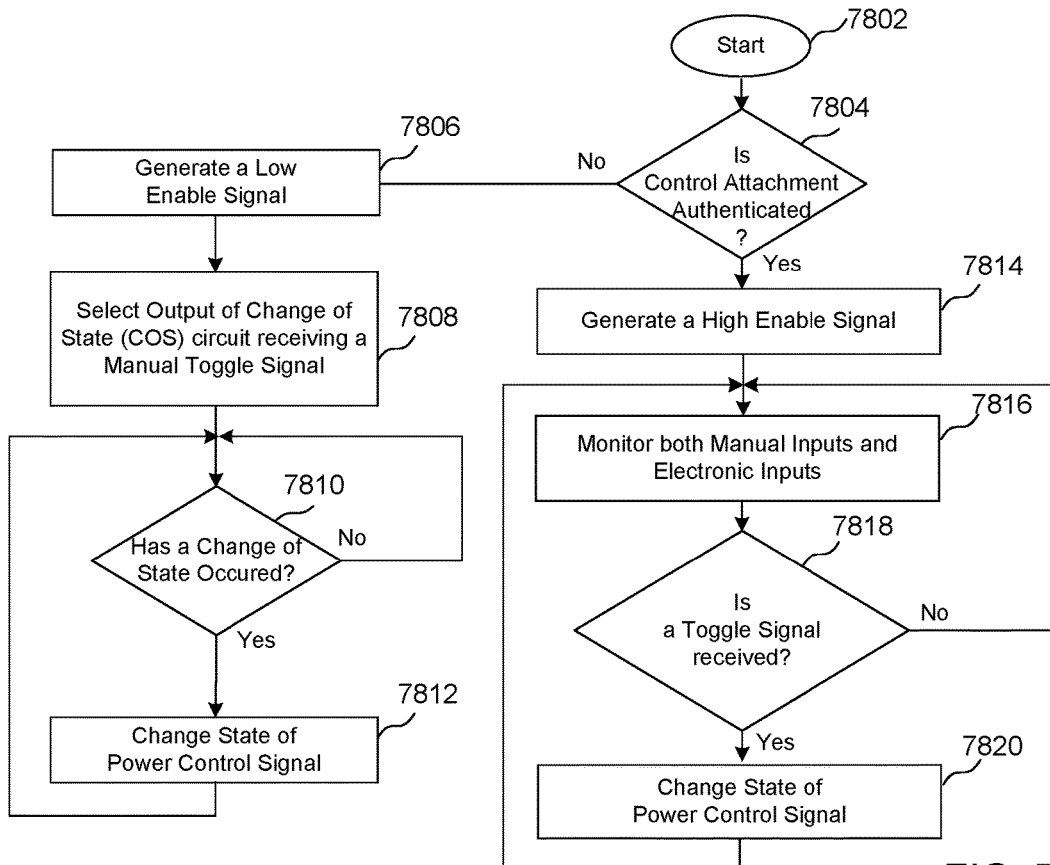 Start
7802
7804
Is
Control Attachment
Authenticated
?
No
Yes
7806
Generate a Low
Enable Signal
7808
Select Output of Change of
State (COS) circuit receiving a
Manual Toggle Signal
7810
Has a Change of
State Occured?
No
Yes
7812
Change State of
Power Control Signal
7814
Generate a High Enable Signal
7816
Monitor both Manual Inputs and
Electronic Inputs
7818
Is
a Toggle Signal
received?
No
Yes
7820
Change State of
Power Control Signal